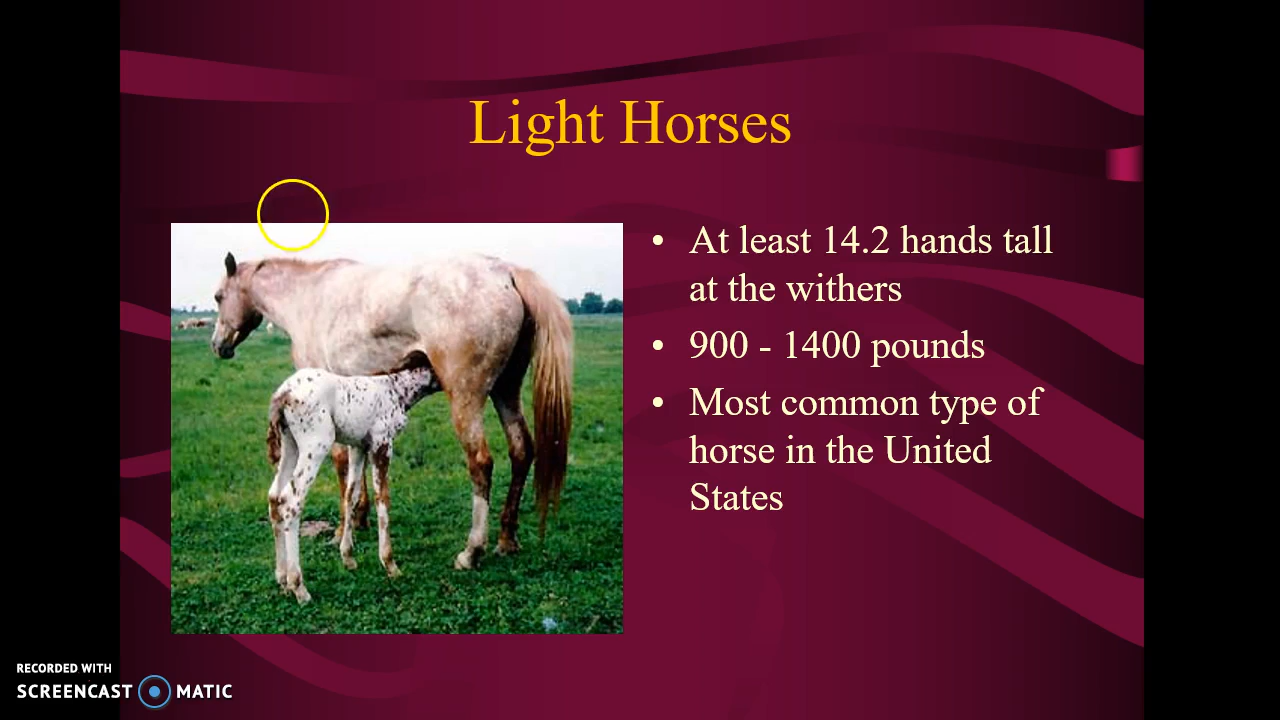 Light Horses
• At least 14.2 hands tall
at the withers
• 900 - 1400 pounds
• Most common type of
horse in the United
States
RECORDED WITH
SCREENCAST MATIC